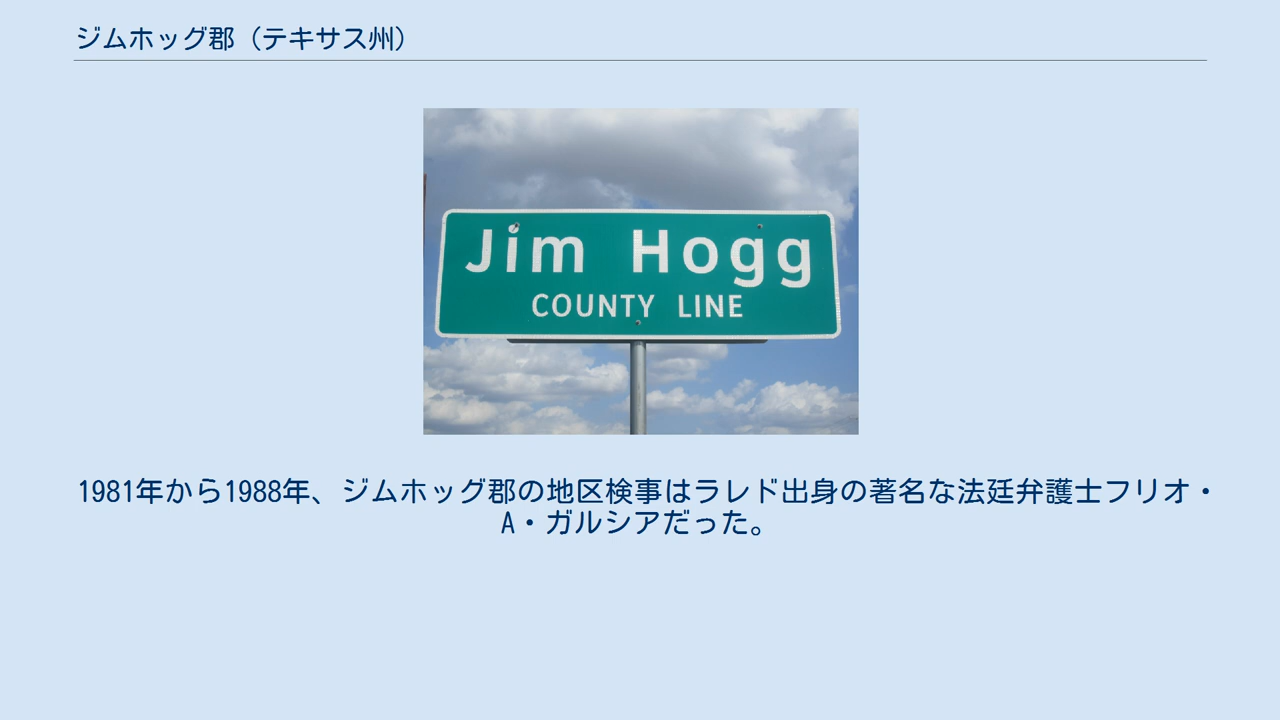 ジムホッグ郡（テキサス州）
Jim Hogg
COUNTY LINE
1981年から1988年、ジムホッグ郡の地区検事はラレド出身の著名な法廷弁護士フリオ・
A・ガルシアだった。